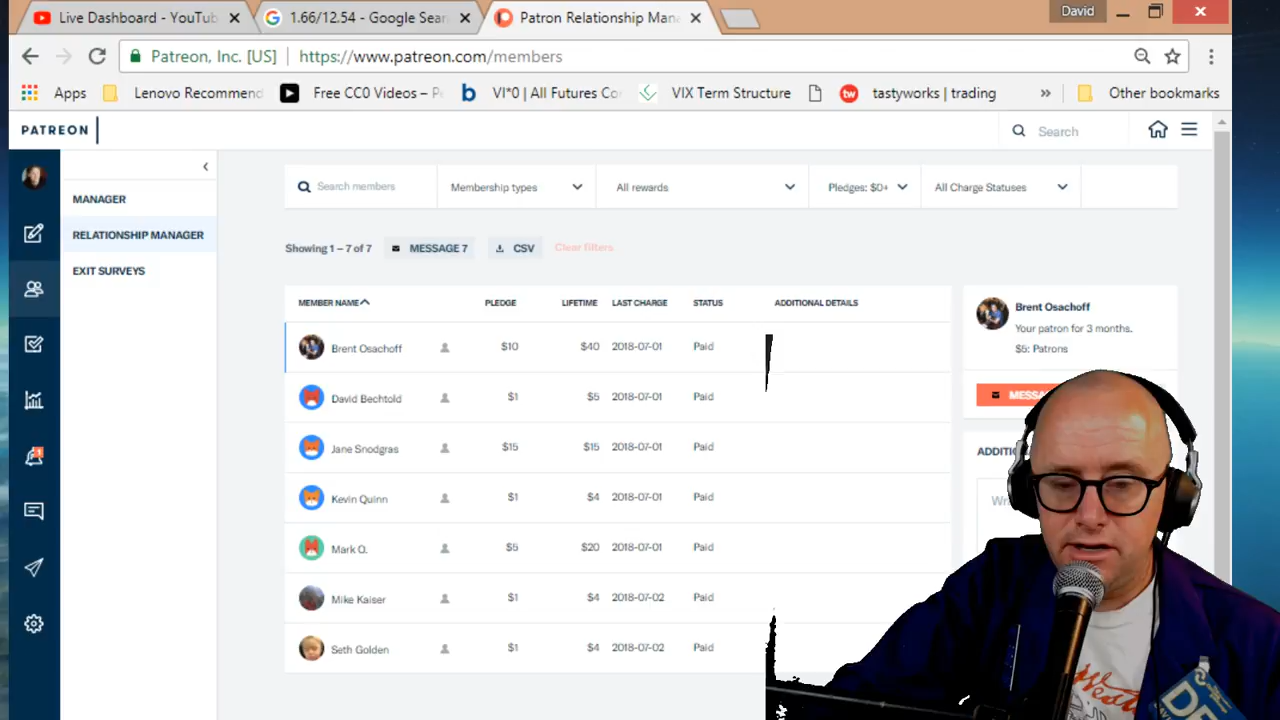 Live Dashboard - YouTub
1.66/12.54 - Google Sear
Patron Relationship Mana
David
Patreon, Inc. [US]
https://www.patreon.com/members
Apps
Lenovo Recommend
Free CC0 Videos – Pe
VI*0 | All Futures Con
VIX Term Structure
tw
tastyworks | trading
»
Other bookmarks
PATREON
Search
MANAGER
RELATIONSHIP MANAGER
EXIT SURVEYS
Search members
Membership types
All rewards
Pledges: $0+
All Charge Statuses
Showing 1 – 7 of 7
MESSAGE 7
CSV
Clear filters
MEMBER NAME PLEDGE LIFETIME LAST CHARGE STATUS ADDITIONAL DETAILS
Brent Osachoff $10 $40 2018-07-01 Paid
David Bechtold $1 $5 2018-07-01 Paid
Jane Snodgras $15 $15 2018-07-01 Paid
Kevin Quinn $1 $4 2018-07-01 Paid
Mark O. $5 $20 2018-07-01 Paid
Mike Kaiser $1 $4 2018-07-02 Paid
Seth Golden $1 $4 2018-07-02 Paid
Brent Osachoff
Your patron for 3 months.
$5: Patrons
MESSAG
ADDITIO
Wr